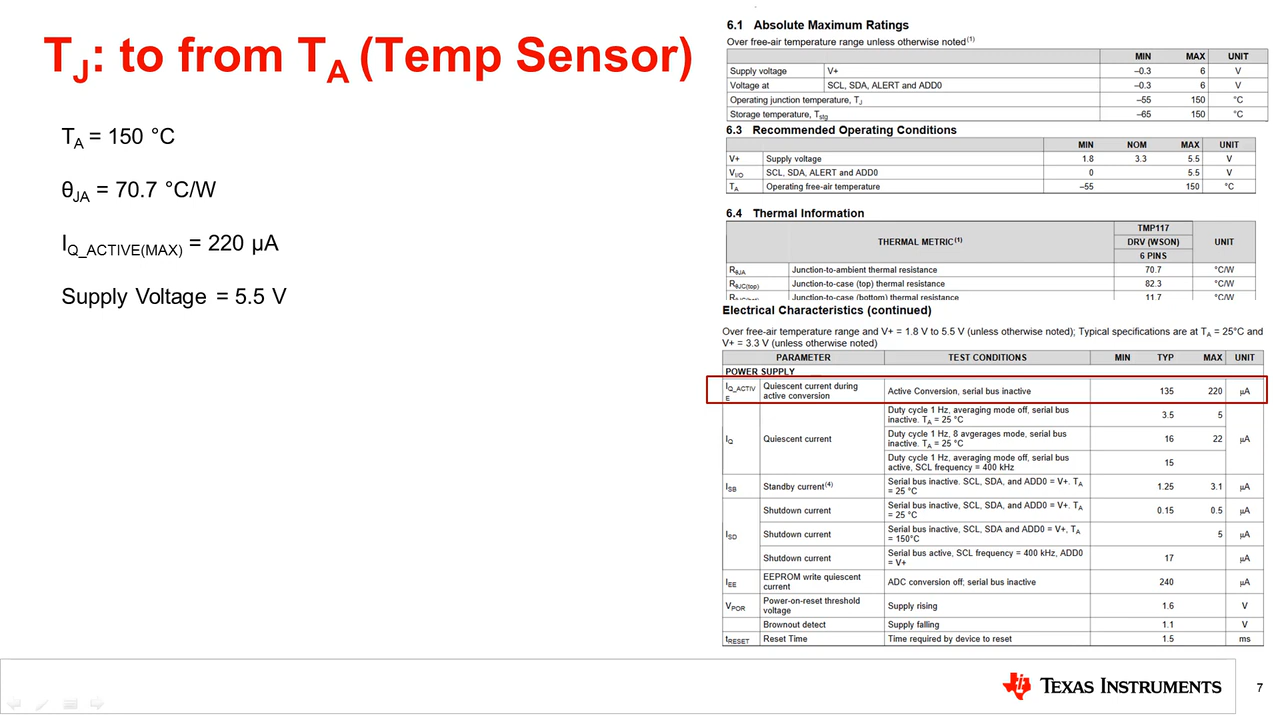 TJ: to from TA (Temp Sensor)
TA = 150 °C
θJA = 70.7 °C/W
IQ_ACTIVE(MAX) = 220 µA
Supply Voltage = 5.5 V
6.1 Absolute Maximum Ratings
Over free-air temperature range unless otherwise noted(1)
MIN MAX UNIT
Supply voltage V+ –0.3 6 V
Voltage at SCL, SDA, ALERT and ADD0 –0.3 6 V
Operating junction temperature, TJ –55 150 °C
Storage temperature, Tstg –65 150 °C
6.3 Recommended Operating Conditions
MIN NOM MAX UNIT
V+ Supply voltage 1.8 3.3 5.5 V
VI/O SCL, SDA, ALERT and ADD0 0 5.5 V
TA Operating free-air temperature –55 150 °C
6.4 Thermal Information
THERMAL METRIC(1) TMP117 UNIT
DRV (WSON)
6 PINS
RθJA Junction-to-ambient thermal resistance 70.7 °C/W
RθJC(top) Junction-to-case (top) thermal resistance 82.3 °C/W
RθJC(bot) Junction-to-case (bottom) thermal resistance 11.7 °C/W
Electrical Characteristics (continued)
Over free-air temperature range and V+ = 1.8 V to 5.5 V (unless otherwise noted); Typical specifications are at TA = 25°C and
V+ = 3.3 V (unless otherwise noted)
PARAMETER TEST CONDITIONS MIN TYP MAX UNIT
POWER SUPPLY
IQ_ACTIV Quiescent current during
E active conversion Active Conversion, serial bus inactive 135 220 µA
Duty cycle 1 Hz, averaging mode off, serial bus
inactive. TA = 25 °C 3.5 5
IQ Quiescent current Duty cycle 1 Hz, 8 avgerages mode, serial bus
inactive. TA = 25 °C 16 22 µA
Duty cycle 1 Hz, averaging mode off, serial bus
active, SCL frequency = 400 kHz 15
ISB Standby current(4) Serial bus inactive. SCL, SDA, and ADD0 = V+. TA
= 25 °C 1.25 3.1 µA
Shutdown current Serial bus inactive, SCL, SDA, and ADD0 = V+. TA
= 25 °C 0.15 0.5 µA
ISD Shutdown current Serial bus inactive, SCL, SDA and ADD0 = V+, TA
= 150°C 5 µA
Shutdown current Serial bus active, SCL frequency = 400 kHz, ADD0
= V+ 17 µA
IEE EEPROM write quiescent
current ADC conversion off; serial bus inactive 240 µA
VPOR Power-on-reset threshold
voltage Supply rising 1.6 V
Brownout detect Supply falling 1.1 V
tRESET Reset Time Time required by device to reset 1.5 ms
TEXAS INSTRUMENTS
7